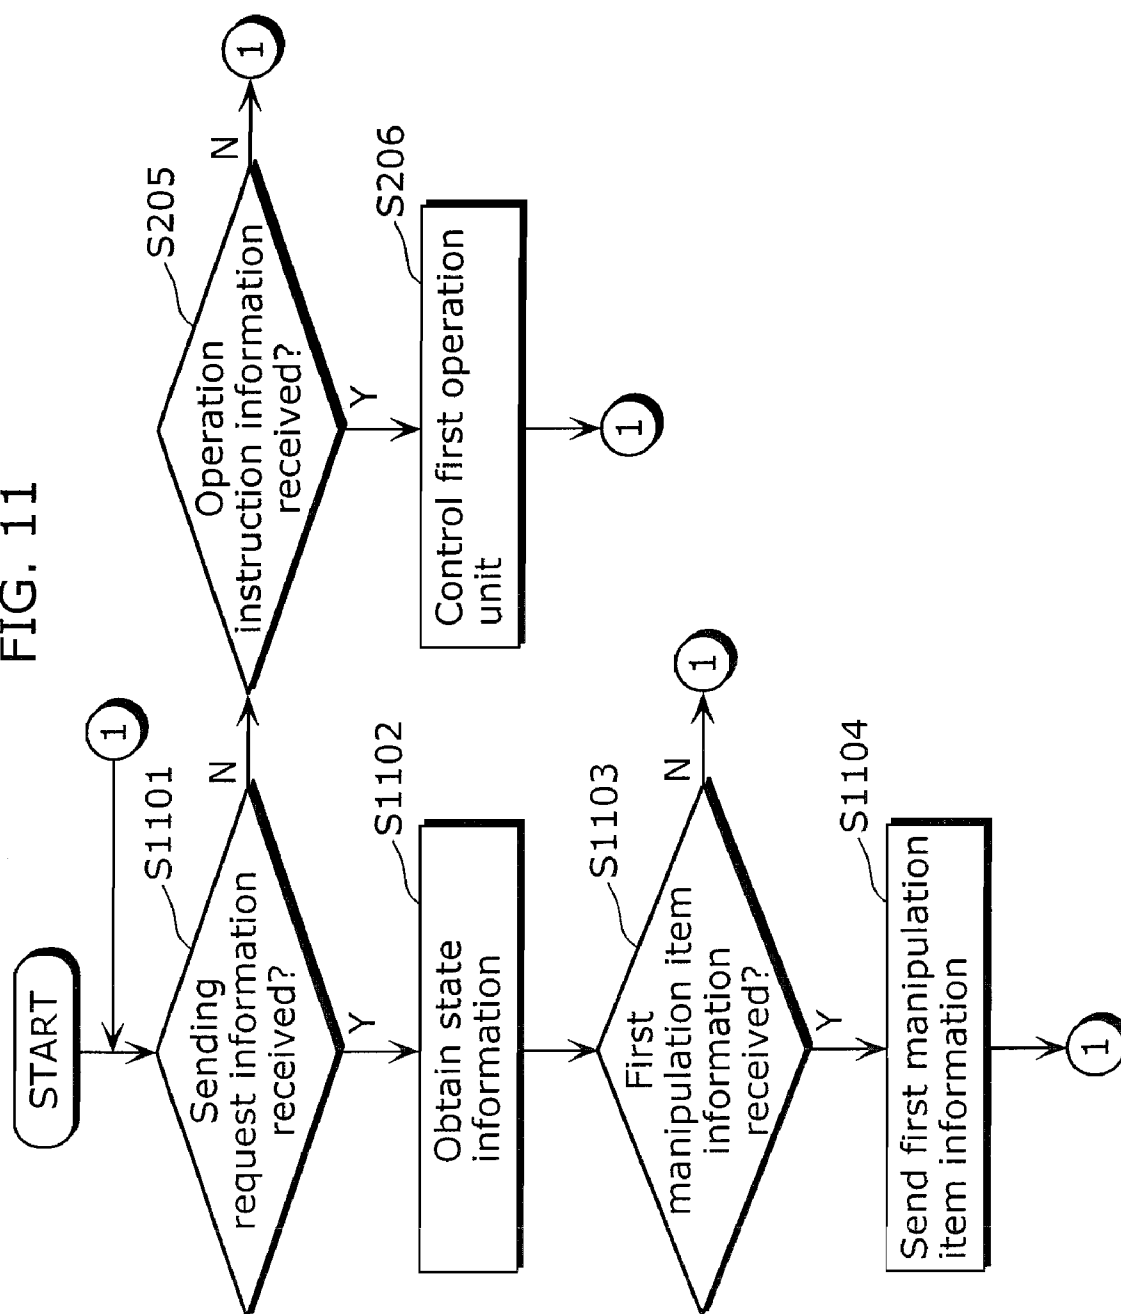 FIG. 11
START
1
S1101
Sending
request information
received?
N
Y
S1102
Obtain state
information
S1103
First
manipulation item
information
received?
N
1
Y
S1104
Send first manipulation
item information
1
S205
Operation
instruction information
received?
N
1
Y
S206
Control first operation
unit
1